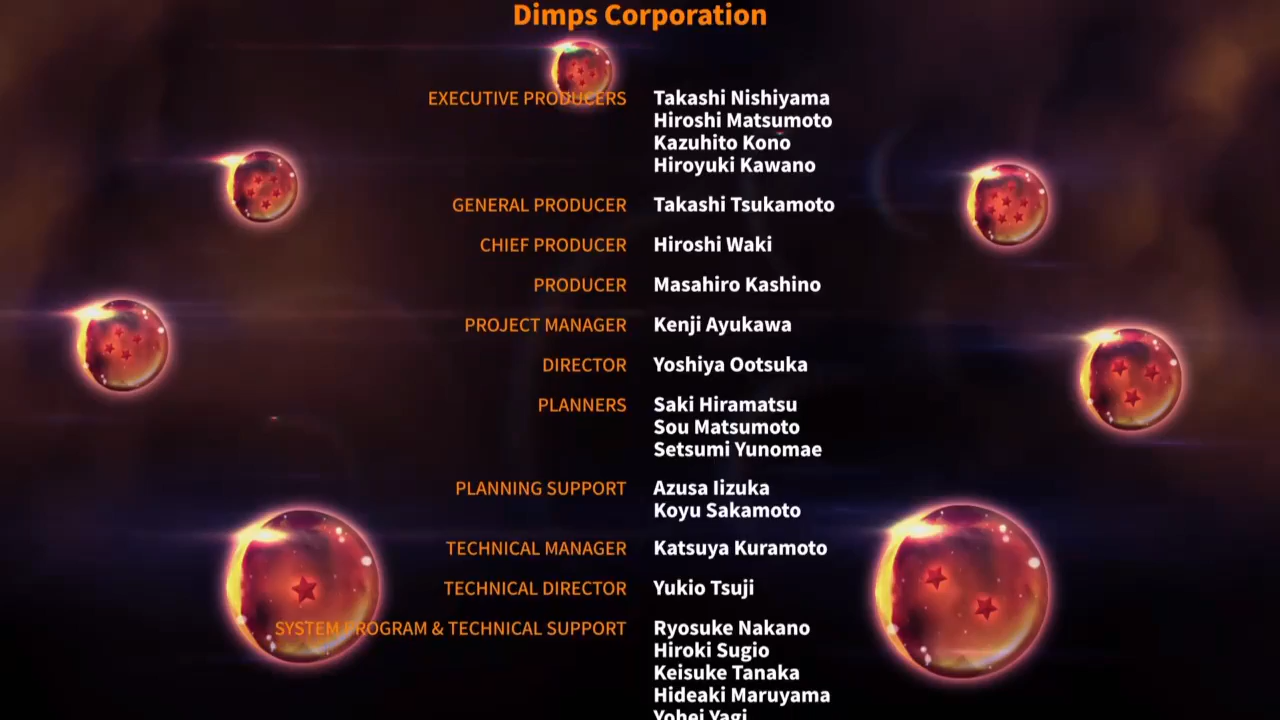 Dimps Corporation
EXECUTIVE PRODUCERS Takashi Nishiyama
Hiroshi Matsumoto
Kazuhito Kono
Hiroyuki Kawano
GENERAL PRODUCER Takashi Tsukamoto
CHIEF PRODUCER Hiroshi Waki
PRODUCER Masahiro Kashino
PROJECT MANAGER Kenji Ayukawa
DIRECTOR Yoshiya Ootsuka
PLANNERS Saki Hiramatsu
Sou Matsumoto
Setsumi Yunomae
PLANNING SUPPORT Azusa Iizuka
Koyu Sakamoto
TECHNICAL MANAGER Katsuya Kuramoto
TECHNICAL DIRECTOR Yukio Tsuji
SYSTEM PROGRAM & TECHNICAL SUPPORT Ryosuke Nakano
Hiroki Sugio
Keisuke Tanaka
Hideaki Maruyama
Yohei Yagi